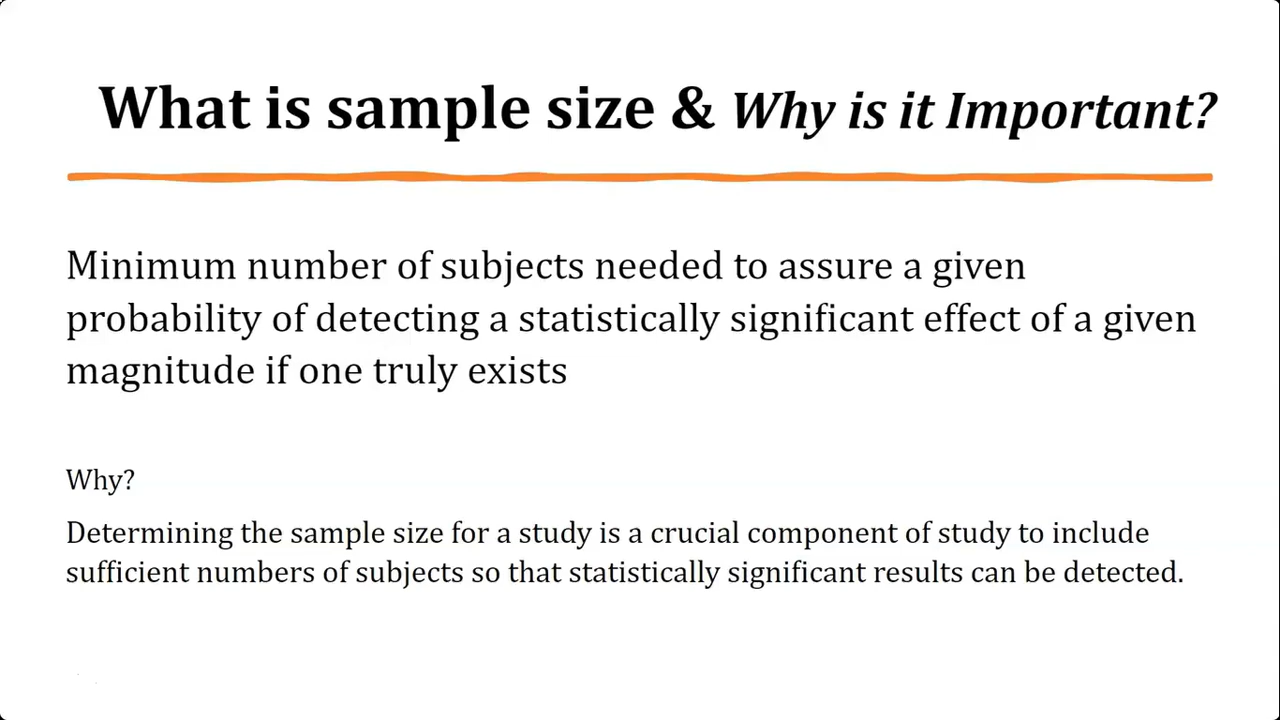 What is sample size & Why is it Important?
Minimum number of subjects needed to assure a given
probability of detecting a statistically significant effect of a given
magnitude if one truly exists
Why?
Determining the sample size for a study is a crucial component of study to include
sufficient numbers of subjects so that statistically significant results can be detected.